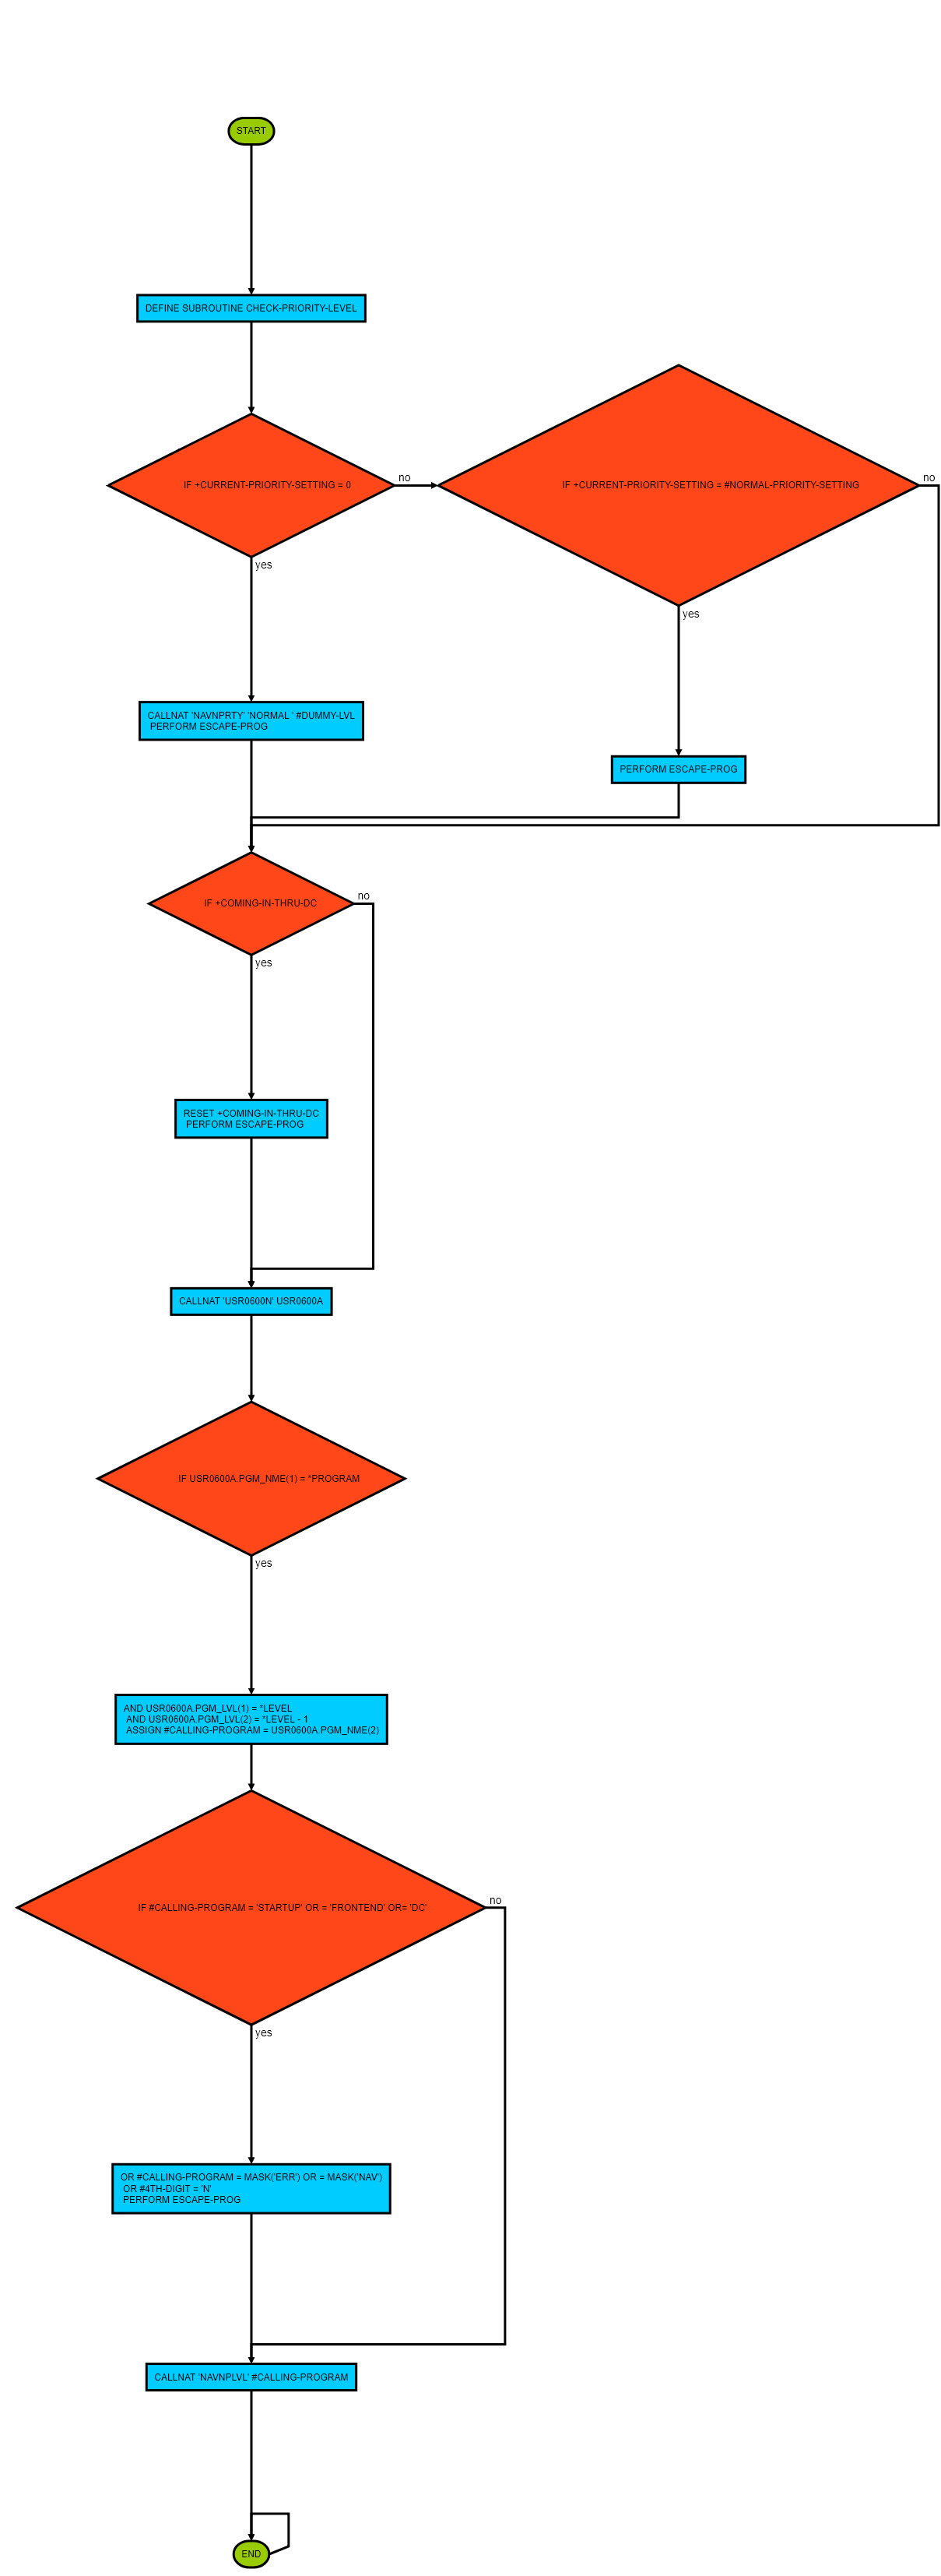 START
DEFINE SUBROUTINE CHECK-PRIORITY-LEVEL
IF +CURRENT-PRIORITY-SETTING = 0
no
IF +CURRENT-PRIORITY-SETTING = #NORMAL-PRIORITY-SETTING
no
yes
yes
CALLNAT 'NAVNPRTY' 'NORMAL ' #DUMMY-LVL
PERFORM ESCAPE-PROG
PERFORM ESCAPE-PROG
IF +COMING-IN-THRU-DC
no
yes
RESET +COMING-IN-THRU-DC
PERFORM ESCAPE-PROG
CALLNAT 'USR0600N' USR0600A
IF USR0600A.PGM_NME(1) = *PROGRAM
yes
AND USR0600A.PGM_LVL(1) = *LEVEL
AND USR0600A.PGM_LVL(2) = *LEVEL - 1
ASSIGN #CALLING-PROGRAM = USR0600A.PGM_NME(2)
IF #CALLING-PROGRAM = 'STARTUP' OR = 'FRONTEND' OR= 'DC'
no
yes
OR #CALLING-PROGRAM = MASK('ERR') OR = MASK('NAV')
OR #4TH-DIGIT = 'N'
PERFORM ESCAPE-PROG
CALLNAT 'NAVNPLVL' #CALLING-PROGRAM
END